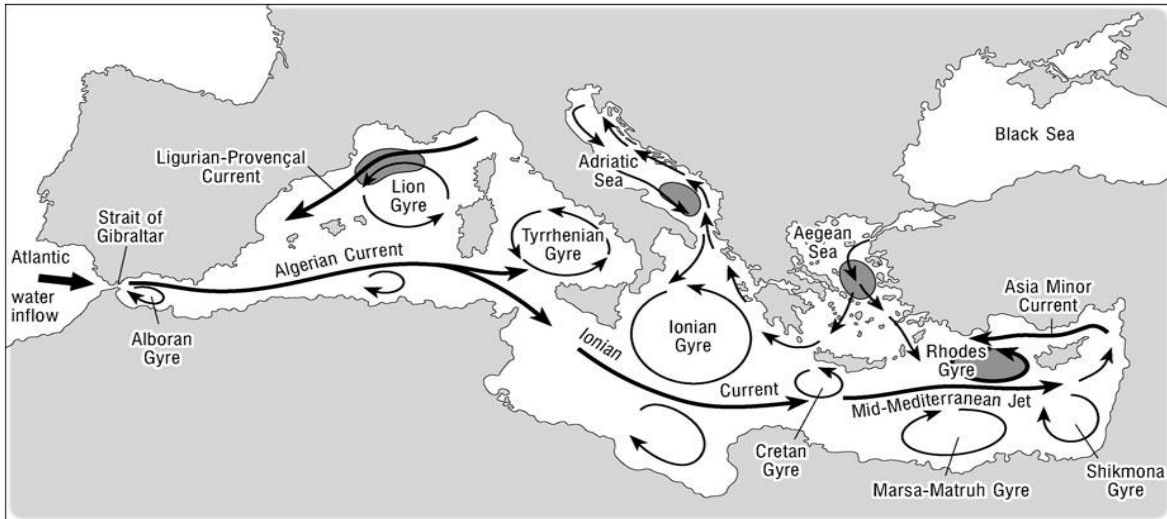 Ligurian-Provençal
Current
Lion
Gyre
Strait of
Gibraltar
Atlantic
water
inflow
Alboran
Gyre
Algerian Current
Tyrrhenian
Gyre
Adriatic
Sea
Black Sea
Aegean
Sea
Asia Minor
Current
Ionian
Gyre
Rhodes
Gyre
Ionian
Current
Mid-Mediterranean Jet
Cretan
Gyre
Marsa-Matruh Gyre
Shikmona
Gyre